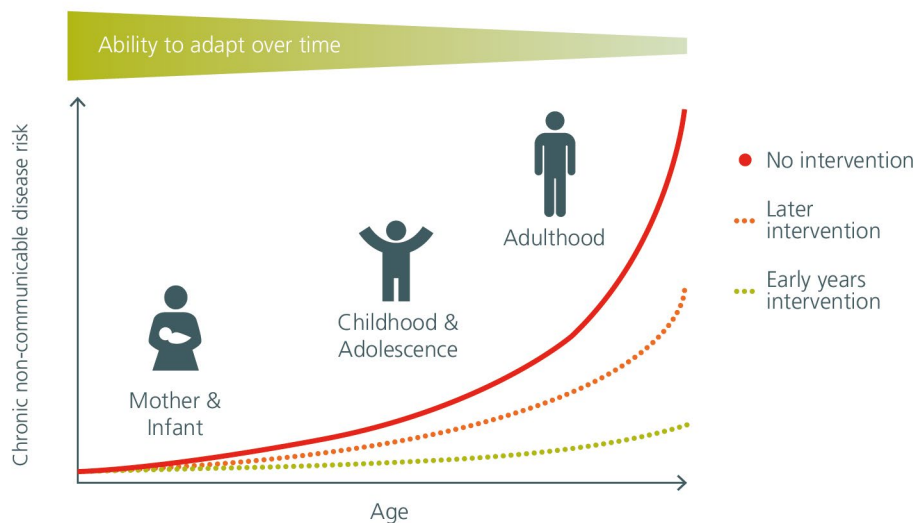 Ability to adapt over time
Chronic non-communicable disease risk
Mother &
Infant
Childhood &
Adolescence
Adulthood
No intervention
Later
intervention
Early years
intervention
Age